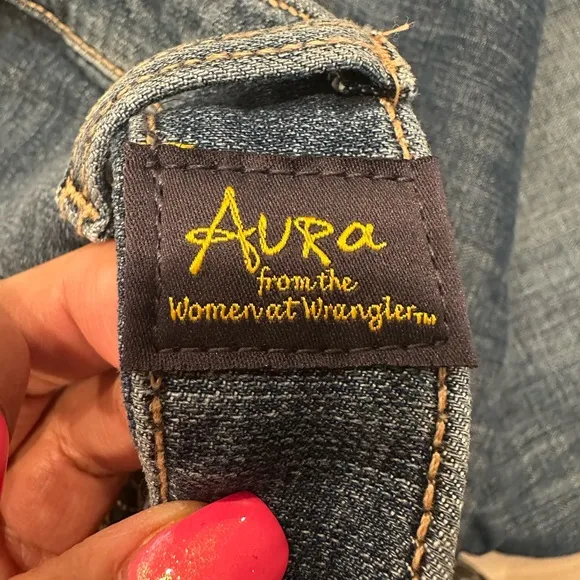 AURa
from the
Women at Wrangler™